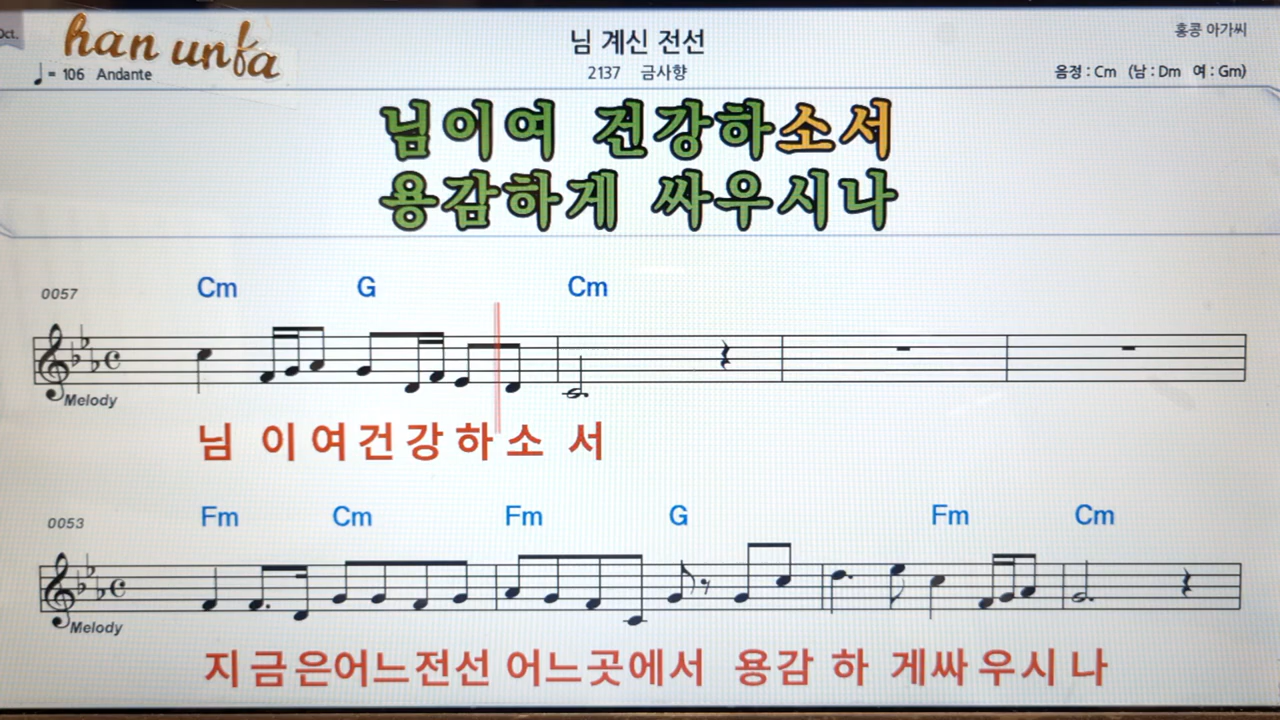 Oct.
han unfa
님 계신 전선
홍콩 아가씨
♩= 106 Andante
2137 금사향
음정 : Cm (남 : Dm 여 : Gm)
님이여 건강하소서
용감하게 싸우시나
0057 Cm G Cm
Melody
님 이 여 건 강 하 소 서
0053 Fm Cm Fm G Fm Cm
Melody
지 금 은어느전선 어느곳에서 용감 하 게싸 우시 나